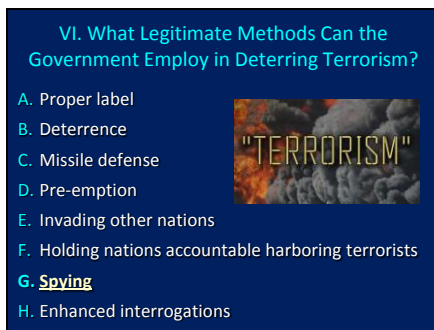 VI. What Legitimate Methods Can the
Government Employ in Deterring Terrorism?
A. Proper label
B. Deterrence
"TERRORISM"
C. Missile defense
D. Pre-emption
E. Invading other nations
F. Holding nations accountable harboring terrorists
G. Spying
H. Enhanced interrogations